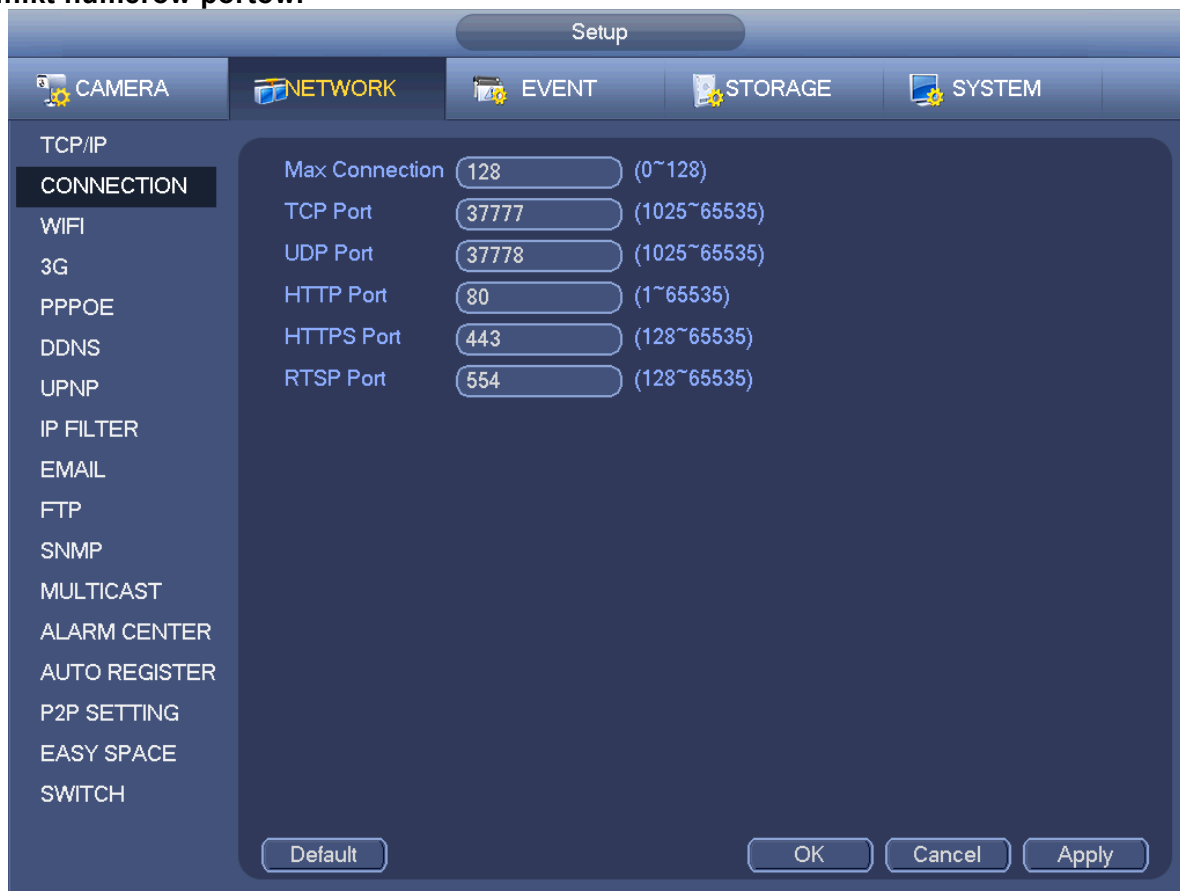 numerów portów.
Setup
CAMERA NETWORK EVENT STORAGE SYSTEM
TCP/IP
CONNECTION
WIFI
3G
PPPOE
DDNS
UPNP
IP FILTER
EMAIL
FTP
SNMP
MULTICAST
ALARM CENTER
AUTO REGISTER
P2P SETTING
EASY SPACE
SWITCH
Max Connection 128 (0~128)
TCP Port 37777 (1025~65535)
UDP Port 37778 (1025~65535)
HTTP Port 80 (1~65535)
HTTPS Port 443 (128~65535)
RTSP Port 554 (128~65535)
Default OK Cancel Apply